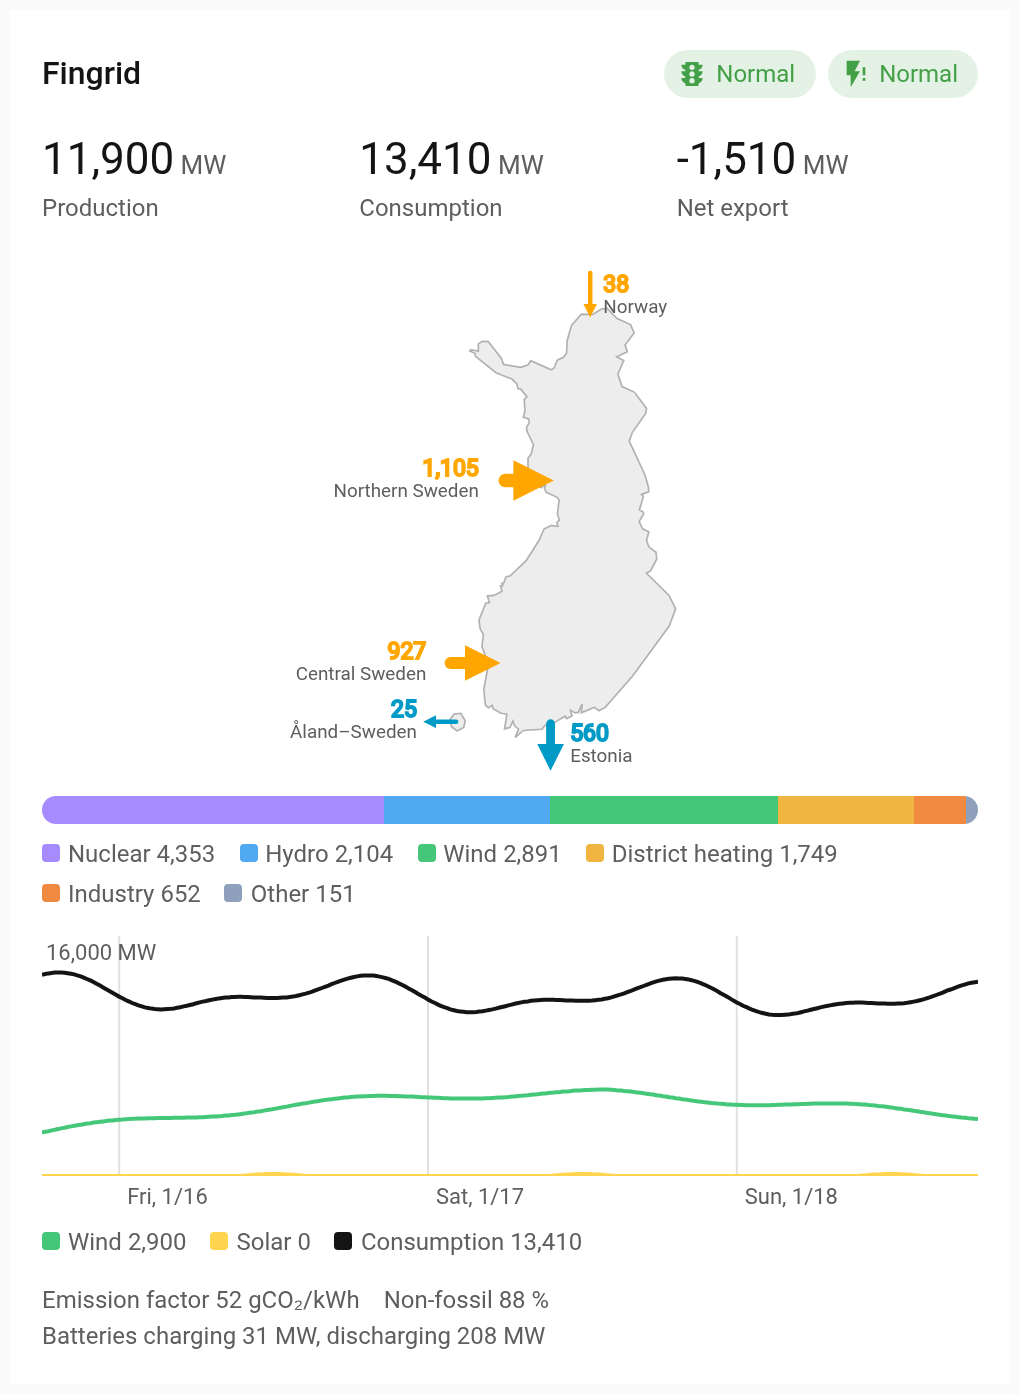 Fingrid
Normal
Normal
11,900 MW
Production
13,410 MW
Consumption
-1,510 MW
Net export
38
Norway
1,105
Northern Sweden
927
Central Sweden
25
Åland–Sweden
560
Estonia
Nuclear 4,353 Hydro 2,104 Wind 2,891 District heating 1,749
Industry 652 Other 151
16,000 MW
Fri, 1/16 Sat, 1/17 Sun, 1/18
Wind 2,900 Solar 0 Consumption 13,410
Emission factor 52 gCO₂/kWh Non-fossil 88 %
Batteries charging 31 MW, discharging 208 MW